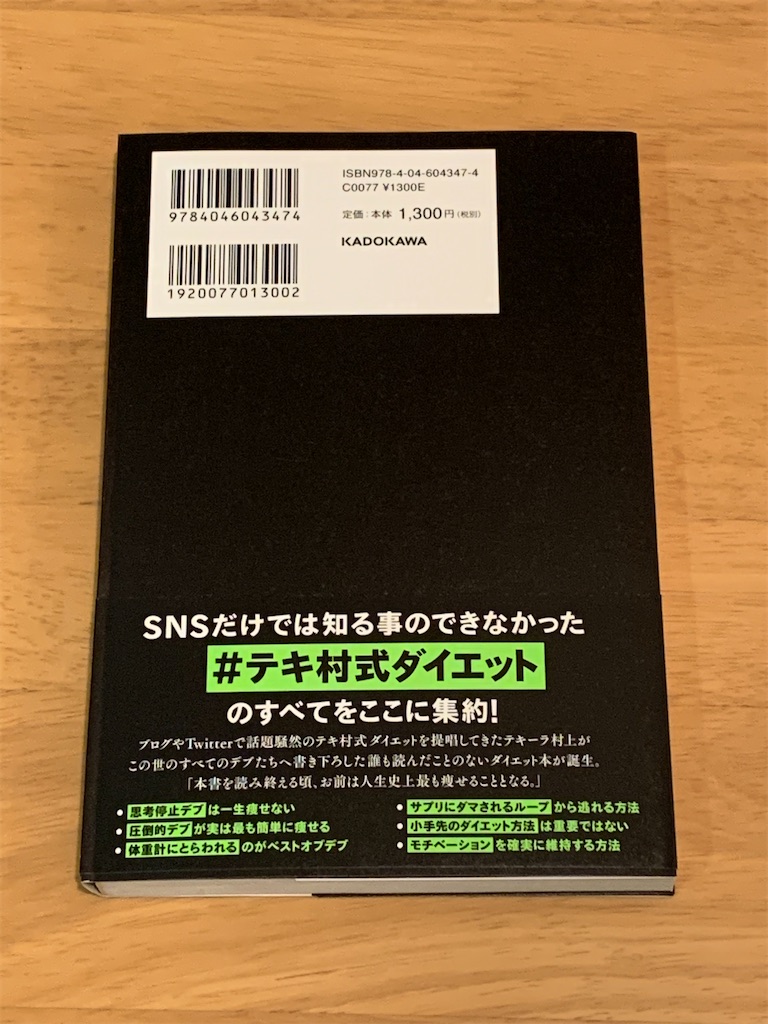 ISBN978-4-04-604347-4
C0077 ¥1300E
9784046043474
定価：本体 1,300円（税別）
KADOKAWA
1920077013002
SNSだけでは知る事のできなかった
#テキ村式ダイエット
のすべてをここに集約！
ブログやTwitterで話題騒然のテキ村式ダイエットを提唱してきたテキーラ村上が
この世のすべてのデブたちへ書き下ろした誰も読んだことのないダイエット本が誕生。
「本書を読み終える頃、お前は人生史上最も痩せることとなる。」
・思考停止デブは一生痩せない
・圧倒的デブが実は最も簡単に痩せる
・体重計にとらわれるのがベストオブデブ
・サプリにダマされるループから逃れる方法
・小手先のダイエット方法は重要ではない
・モチベーションを確実に維持する方法